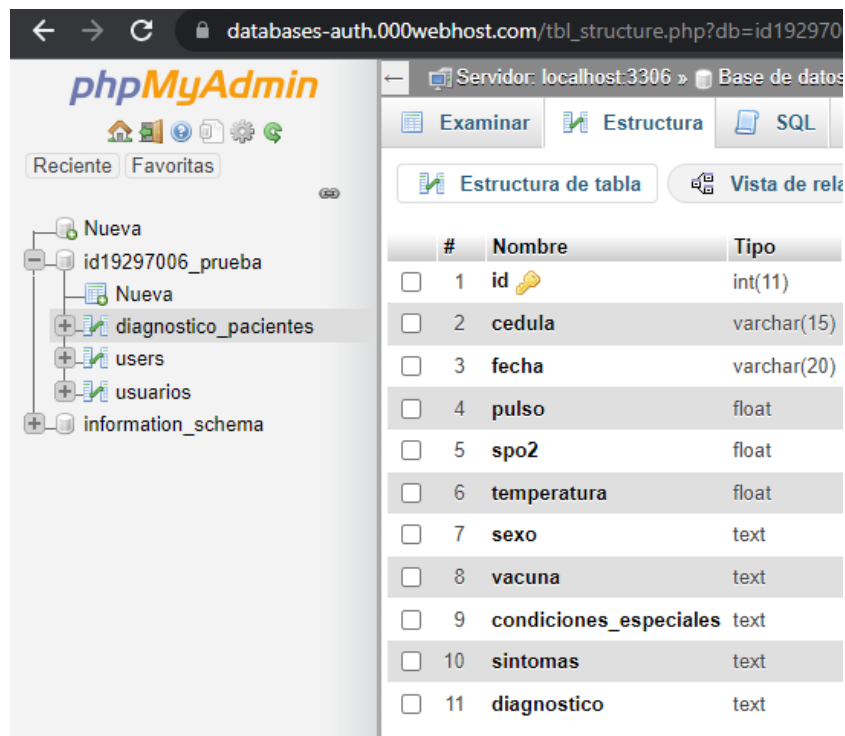 databases-auth.000webhost.com/tbl_structure.php?db=id1929700
phpMyAdmin
Reciente Favoritas
Nueva
id19297006_prueba
Nueva
diagnostico_pacientes
users
usuarios
information_schema
Servidor: localhost:3306 » Base de datos
Examinar Estructura SQL
Estructura de tabla Vista de rela
# Nombre Tipo
1 id int(11)
2 cedula varchar(15)
3 fecha varchar(20)
4 pulso float
5 spo2 float
6 temperatura float
7 sexo text
8 vacuna text
9 condiciones_especiales text
10 sintomas text
11 diagnostico text